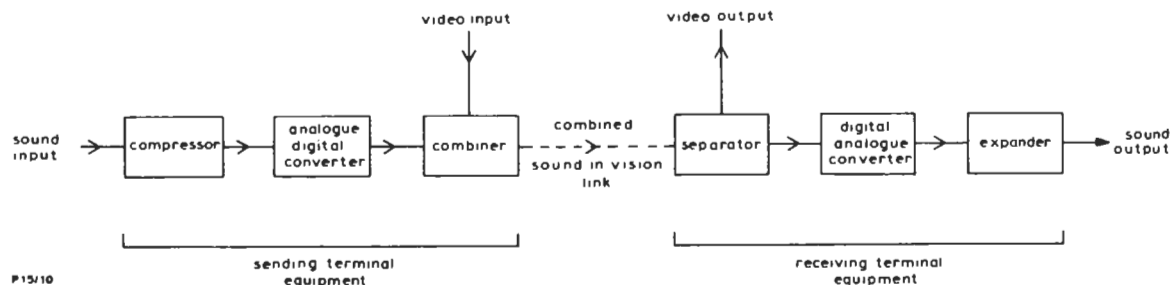 video input
video output
sound
input
compressor
analogue
digital
converter
combiner
combined
sound in vision
link
separator
digital
analogue
converter
expander
sound
output
sending terminal
equipment
receiving terminal
equipment
P15/10